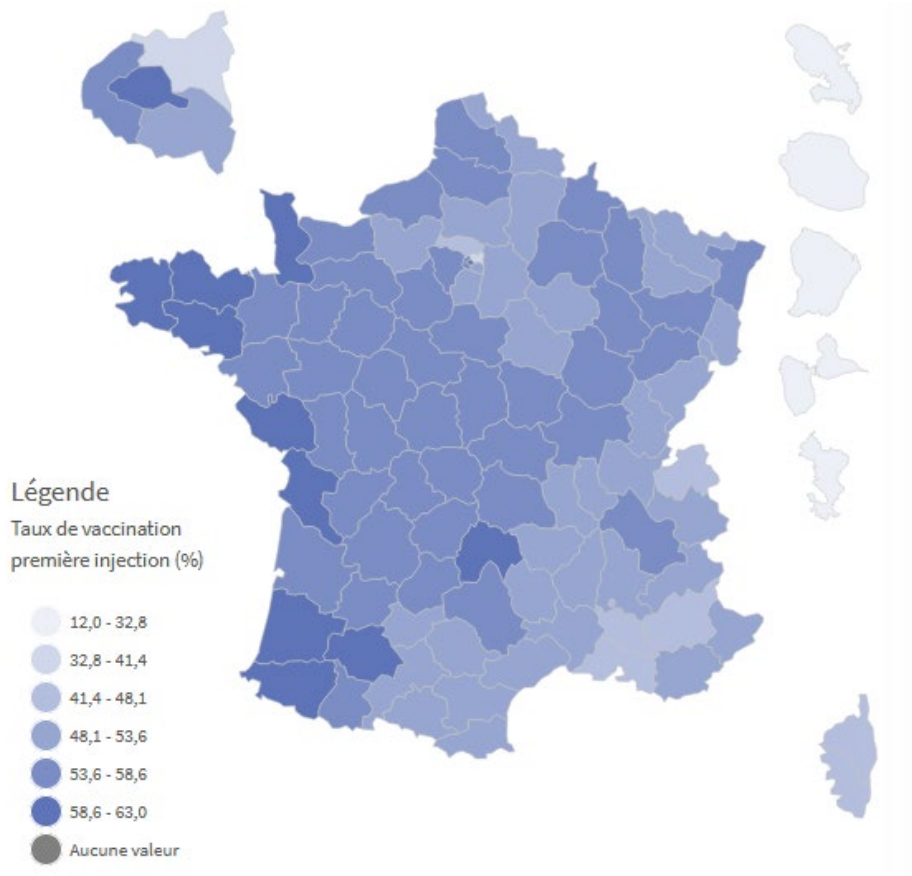 Légende
Taux de vaccination
première injection (%)
12,0 - 32,8
32,8 - 41,4
41,4 - 48,1
48,1 - 53,6
53,6 - 58,6
58,6 - 63,0
Aucune valeur